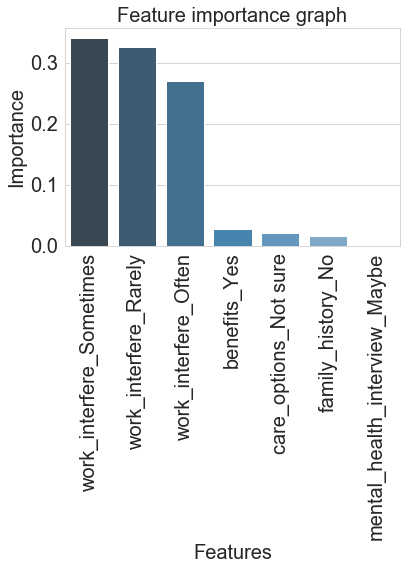 Feature importance graph
Importance
0.3
0.2
0.1
0.0
work_interfere_Sometimes
work_interfere_Rarely
work_interfere_Often
benefits_Yes
care_options_Not sure
family_history_No
mental_health_interview_Maybe
Features